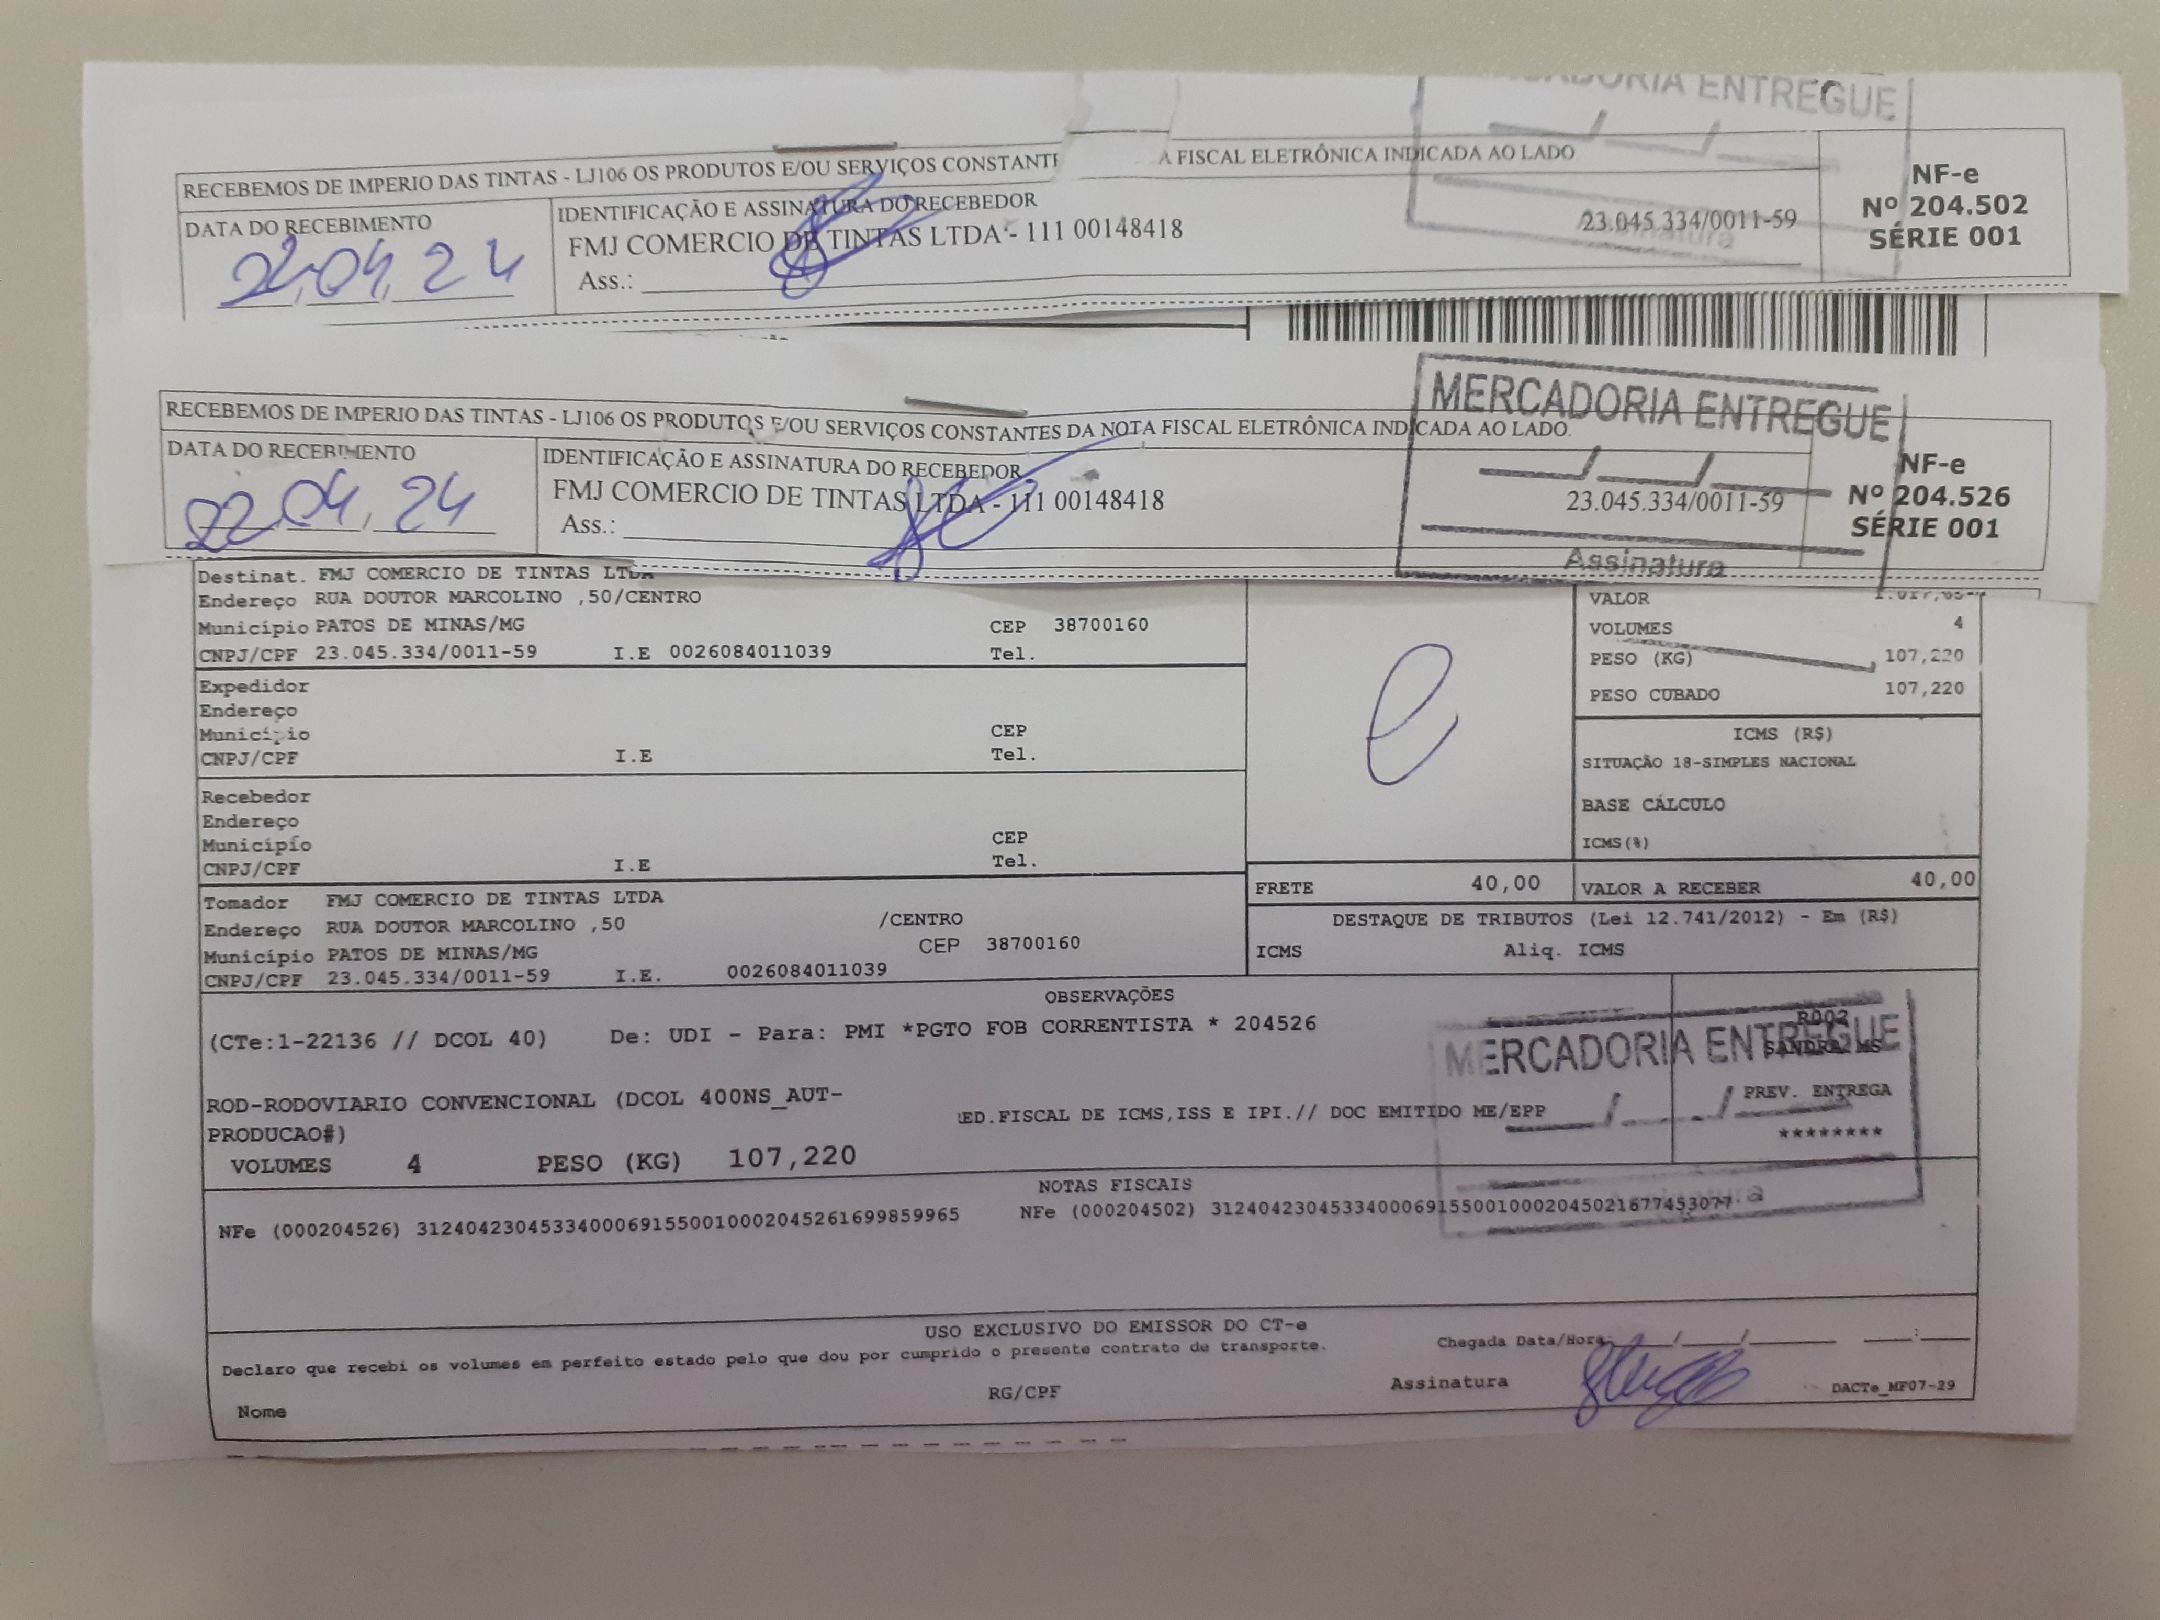 ADORIA ENTREGUE
RECEBEMOS DE IMPERIO DAS TINTAS - LJ106 OS PRODUTOS E/OU SERVIÇOS CONSTANTE A FISCAL ELETRÔNICA INDICADA AO LADO
DATA DO RECEBIMENTO
22,04,24
IDENTIFICAÇÃO E ASSINATURA DO RECEBEDOR
FMJ COMERCIO DE TINTAS LTDA - 111 00148418
23.045.334/0011-59
Ass.:
Assinatura
NF-e
Nº 204.502
SÉRIE 001
MERCADORIA ENTREGUE
RECEBEMOS DE IMPERIO DAS TINTAS - LJ106 OS PRODUTOS E/OU SERVIÇOS CONSTANTES DA NOTA FISCAL ELETRÔNICA INDICADA AO LADO
DATA DO RECEBIMENTO
22,04,24
IDENTIFICAÇÃO E ASSINATURA DO RECEBEDOR
FMJ COMERCIO DE TINTAS LTDA - 111 00148418
23.045.334/0011-59
Ass.:
Assinatura
NF-e
Nº 204.526
SÉRIE 001
Destinat. FMJ COMERCIO DE TINTAS LTDA
Endereço RUA DOUTOR MARCOLINO ,50/CENTRO
Município PATOS DE MINAS/MG CEP 38700160
CNPJ/CPF 23.045.334/0011-59 I.E 0026084011039 Tel.
Expedidor
Endereço
Município CEP
CNPJ/CPF I.E Tel.
Recebedor
Endereço
Município CEP
CNPJ/CPF I.E Tel.
Tomador FMJ COMERCIO DE TINTAS LTDA
Endereço RUA DOUTOR MARCOLINO ,50 /CENTRO
Município PATOS DE MINAS/MG CEP 38700160
CNPJ/CPF 23.045.334/0011-59 I.E. 0026084011039
VALOR
VOLUMES 4
PESO (KG) 107,220
PESO CUBADO 107,220
ICMS (R$)
SITUAÇÃO 18-SIMPLES NACIONAL
BASE CÁLCULO
ICMS(%)
FRETE 40,00 VALOR A RECEBER 40,00
DESTAQUE DE TRIBUTOS (Lei 12.741/2012) - Em (R$)
ICMS Aliq. ICMS
OBSERVAÇÕES
(CTe:1-22136 // DCOL 40) De: UDI - Para: PMI *PGTO FOB CORRENTISTA * 204526
R002
SANDRA MS
MERCADORIA ENTREGUE
PREV. ENTREGA
********
ROD-RODOVIARIO CONVENCIONAL (DCOL 400NS_AUT-
PRODUCAO#)
ED.FISCAL DE ICMS,ISS E IPI.// DOC EMITIDO ME/EPP
VOLUMES 4 PESO (KG) 107,220
NOTAS FISCAIS
NFe (000204526) 31240423045334000691550010002045261699859965 NFe (000204502) 31240423045334000691550010002045021677453077
USO EXCLUSIVO DO EMISSOR DO CT-e
Declaro que recebi os volumes em perfeito estado pelo que dou por cumprido o presente contrato de transporte.
Chegada Data/Hora:
Nome RG/CPF Assinatura
DACTe_MF07-29